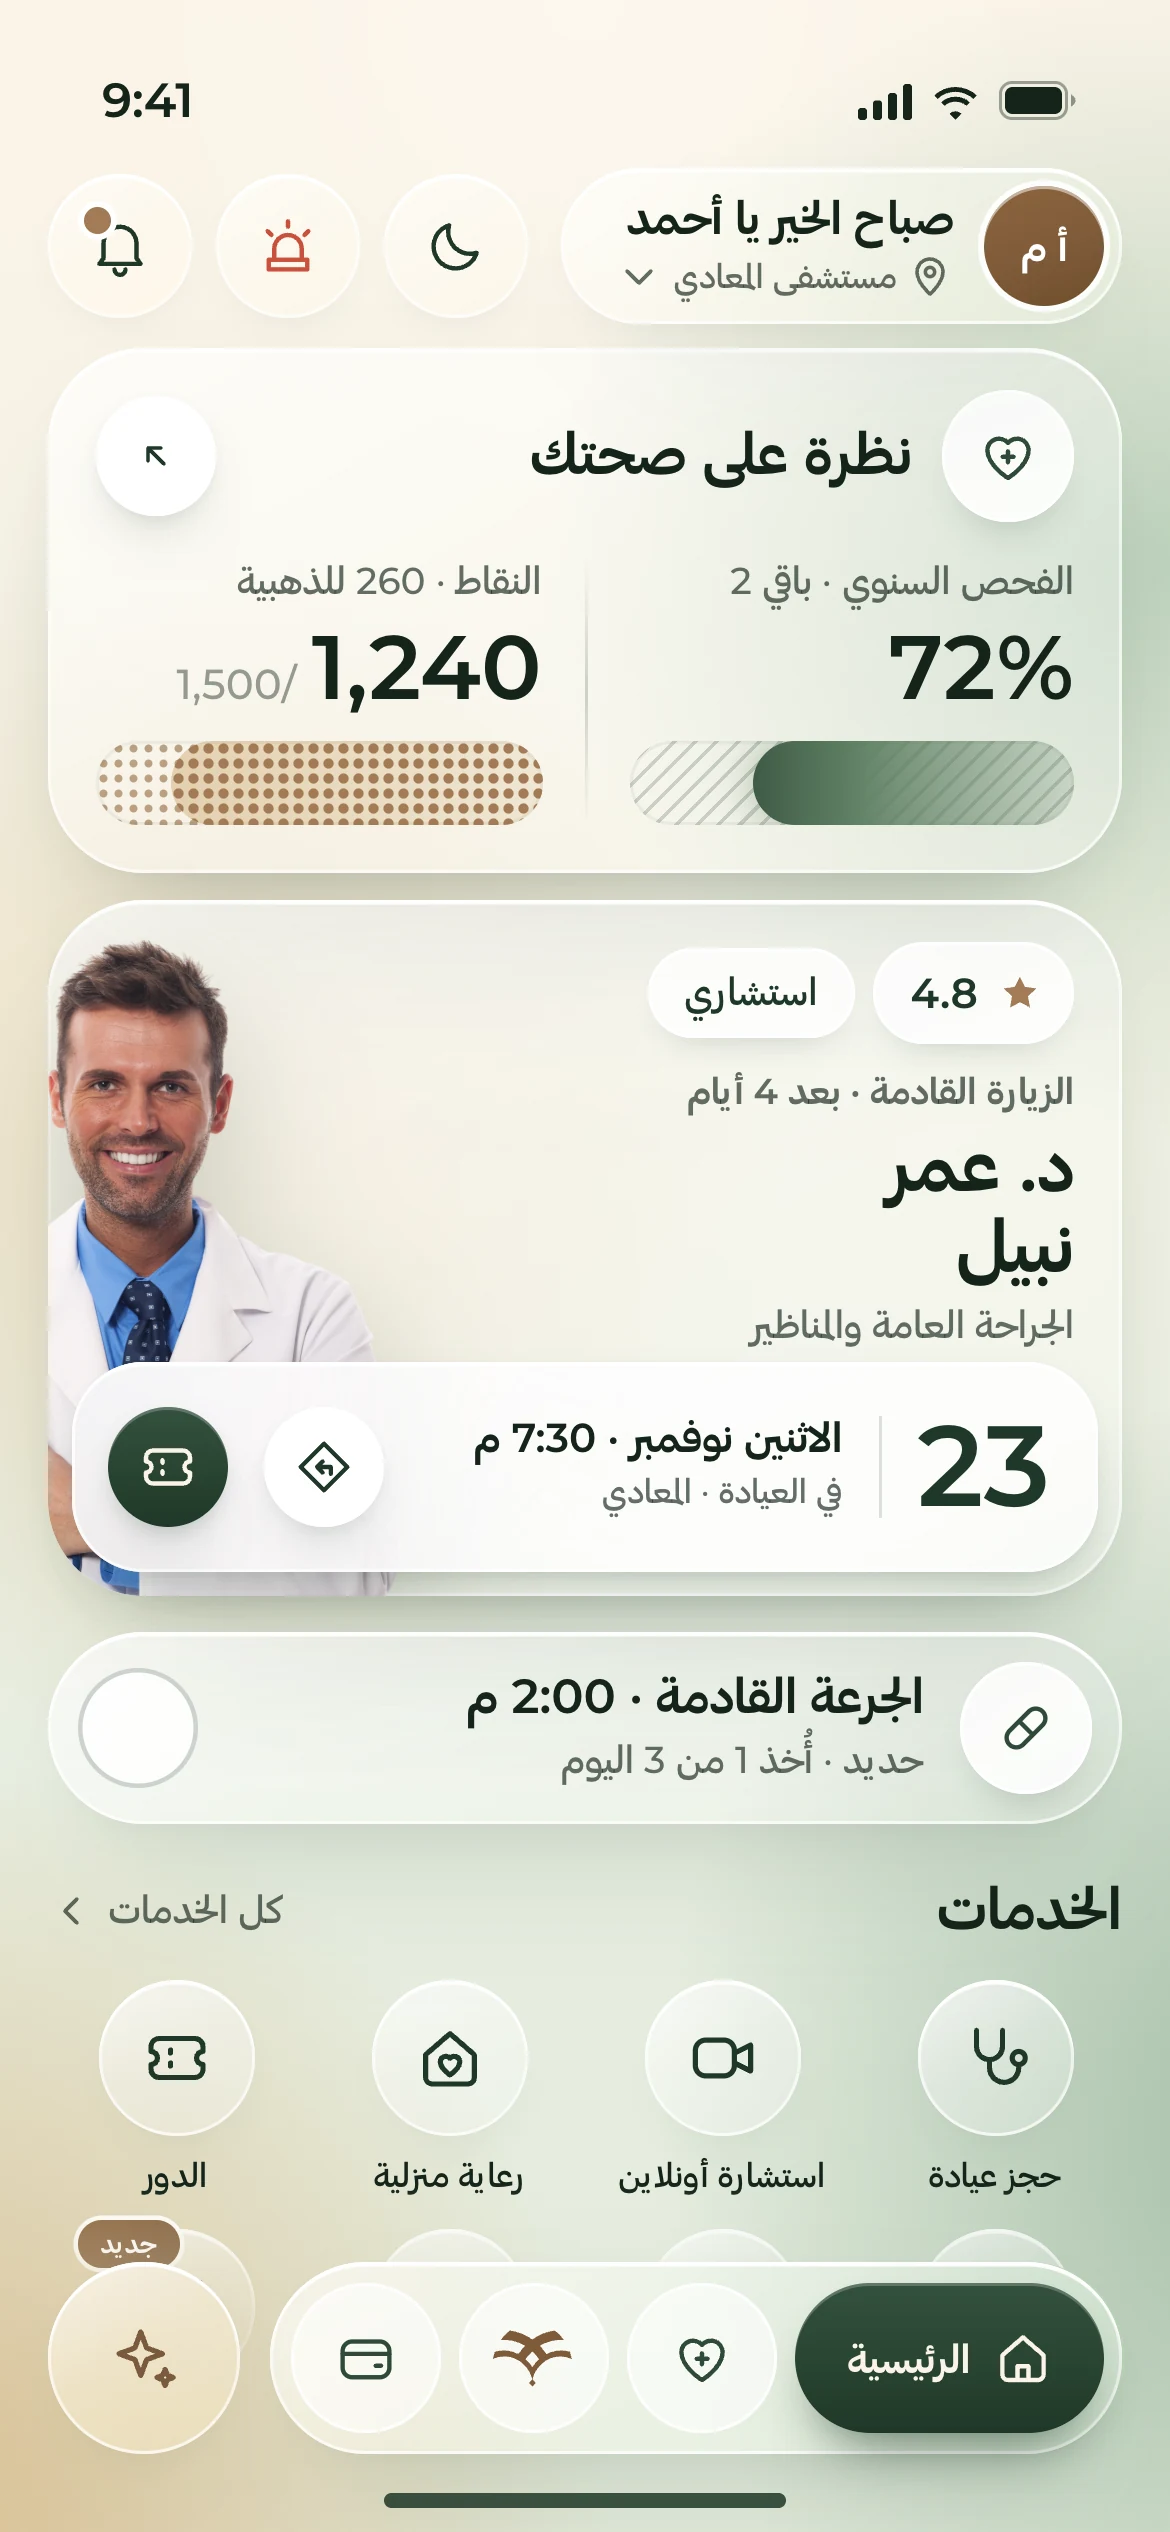 9:41
أ م
صباح الخير يا أحمد
مستشفى المعادي
نظرة على صحتك
الفحص السنوي · باقي 2
72%
النقاط · 260 للذهبية
1,240 /1,500
4.8
استشاري
الزيارة القادمة · بعد 4 أيام
د. عمر
نبيل
الجراحة العامة والمناظير
23
الاثنين نوفمبر · 7:30 م
في العيادة · المعادي
الجرعة القادمة · 2:00 م
حديد · أُخذ 1 من 3 اليوم
الخدمات
كل الخدمات
حجز عيادة
استشارة أونلاين
رعاية منزلية
الدور
جديد
الرئيسية